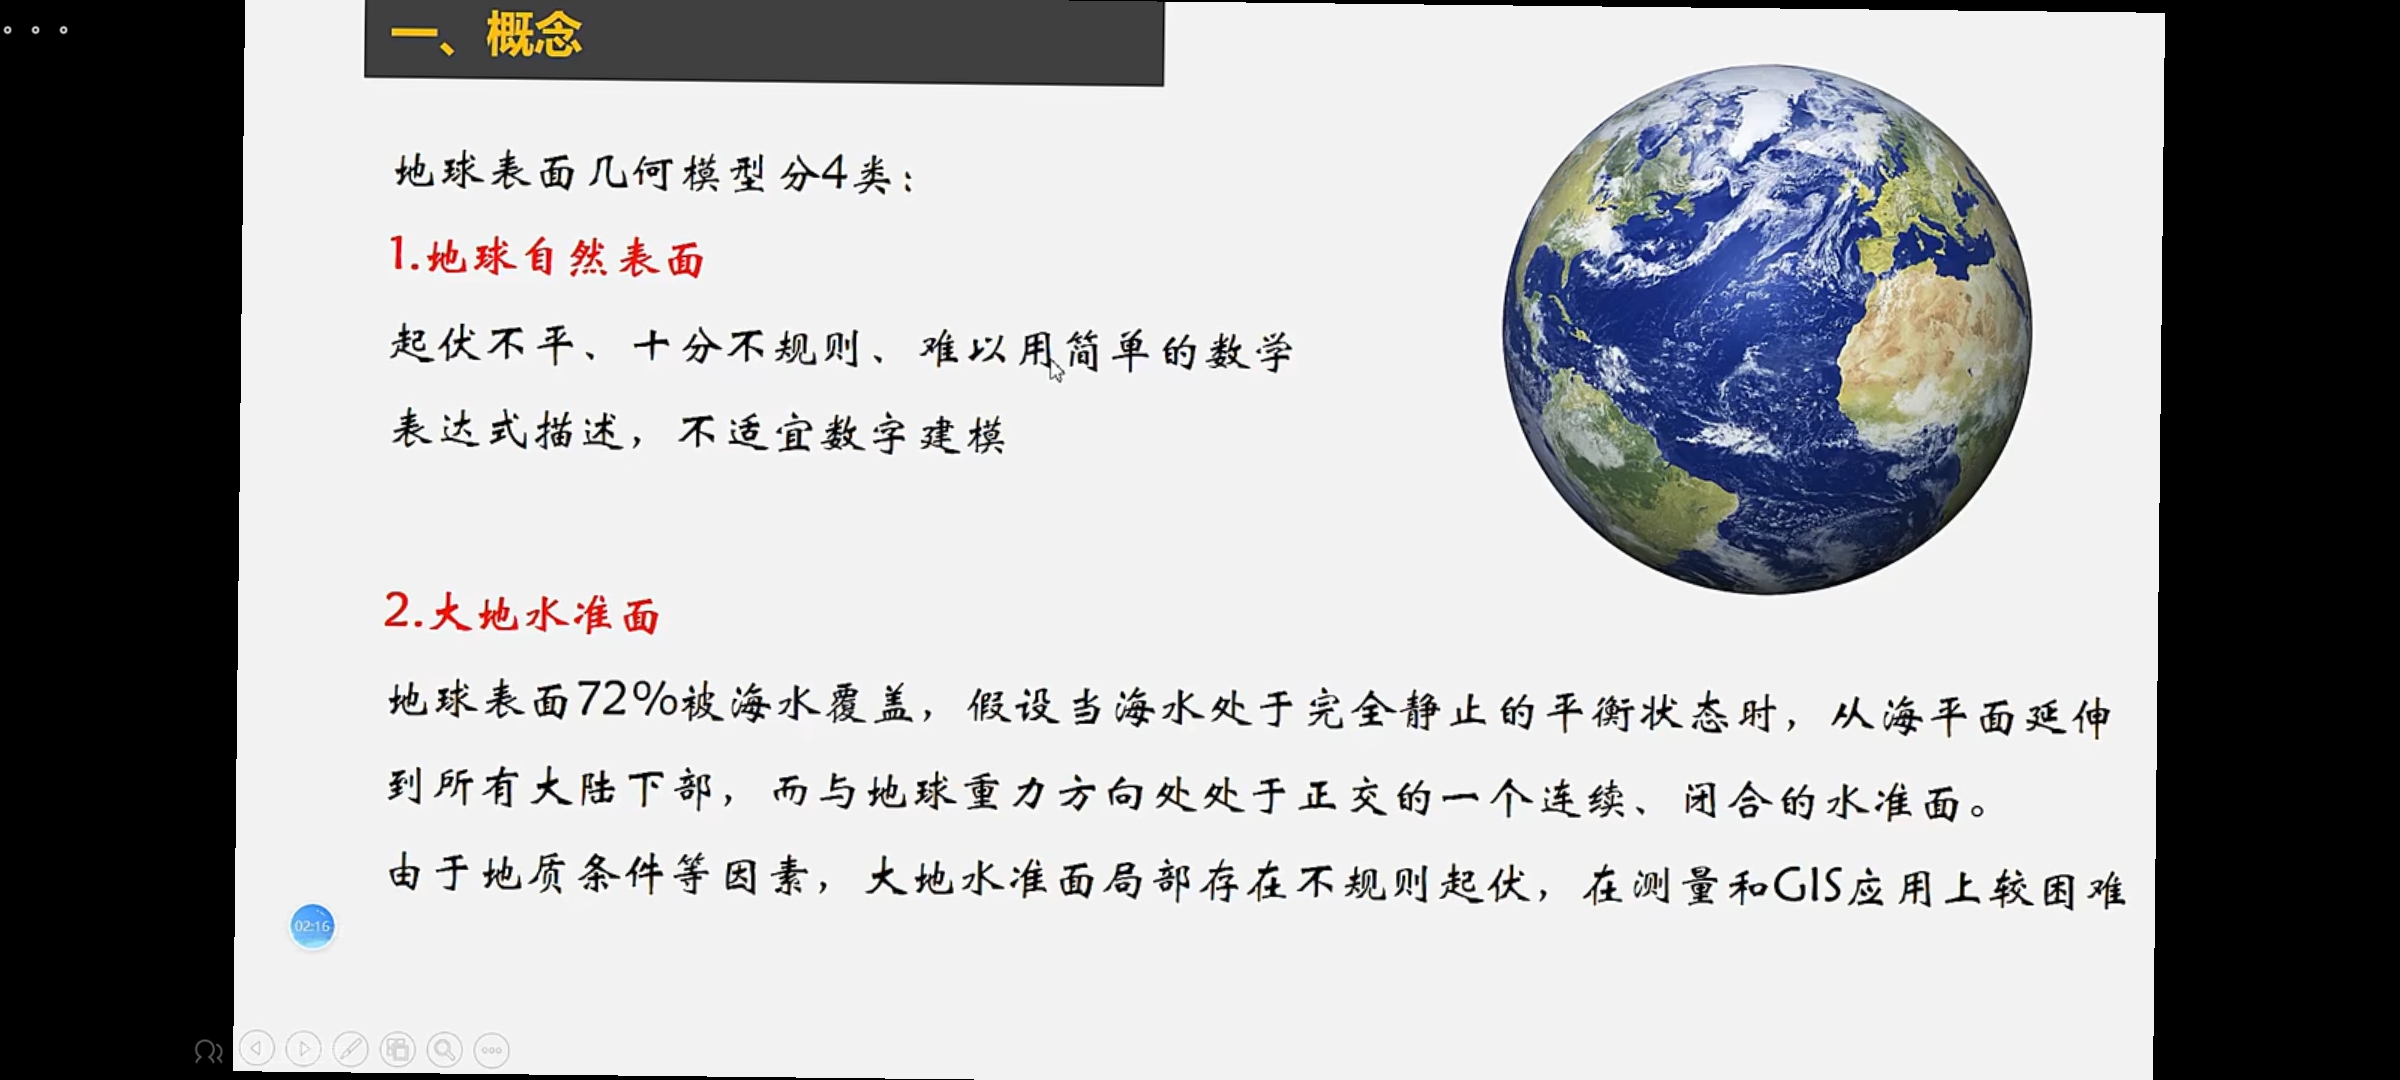 一、概念
地球表面几何模型分4类：
1.地球自然表面
起伏不平、十分不规则、难以用简单的数学
表达式描述，不适宜数字建模
2.大地水准面
地球表面72%被海水覆盖，假设当海水处于完全静止的平衡状态时，从海平面延伸
到所有大陆下部，而与地球重力方向处处于正交的一个连续、闭合的水准面。
由于地质条件等因素，大地水准面局部存在不规则起伏，在测量和GIS应用上较困难
02:16